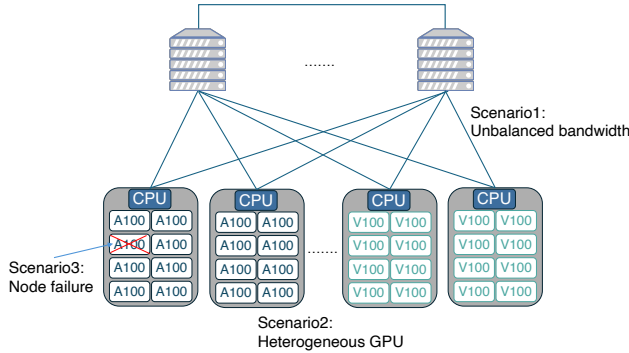 .......
Scenario1:
Unbalanced bandwidth
CPU CPU CPU CPU
A100 A100 A100 A100 V100 V100 V100 V100
A100 A100 A100 A100 V100 V100 V100 V100
.......
Scenario3:
Node failure
A100 A100 A100 A100 V100 V100 V100 V100
A100 A100 A100 A100 V100 V100 V100 V100
Scenario2:
Heterogeneous GPU